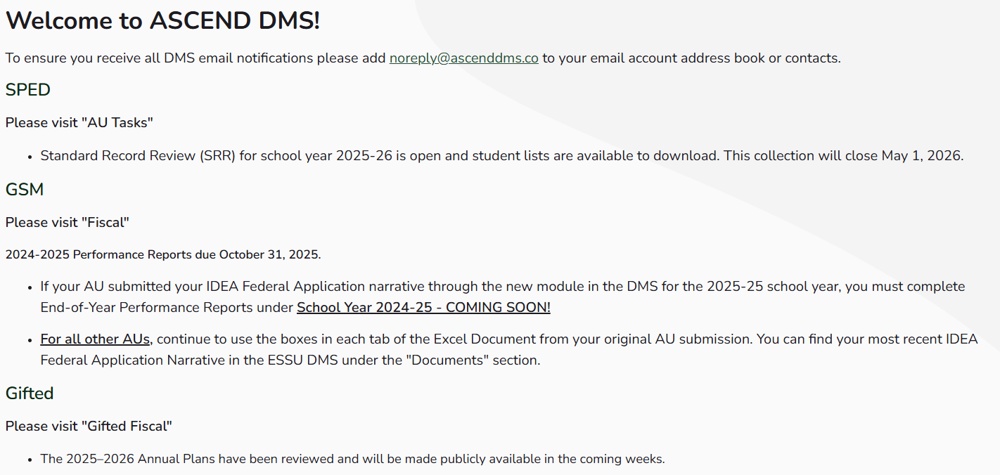 Welcome to ASCEND DMS!
To ensure you receive all DMS email notifications please add noreply@ascenddms.co to your email account address book or contacts.
SPED
Please visit "AU Tasks"
• Standard Record Review (SRR) for school year 2025-26 is open and student lists are available to download. This collection will close May 1, 2026.
GSM
Please visit "Fiscal"
2024-2025 Performance Reports due October 31, 2025.
• If your AU submitted your IDEA Federal Application narrative through the new module in the DMS for the 2025-25 school year, you must complete
End-of-Year Performance Reports under School Year 2024-25 - COMING SOON!
• For all other AUs, continue to use the boxes in each tab of the Excel Document from your original AU submission. You can find your most recent IDEA
Federal Application Narrative in the ESSU DMS under the "Documents" section.
Gifted
Please visit "Gifted Fiscal"
• The 2025–2026 Annual Plans have been reviewed and will be made publicly available in the coming weeks.